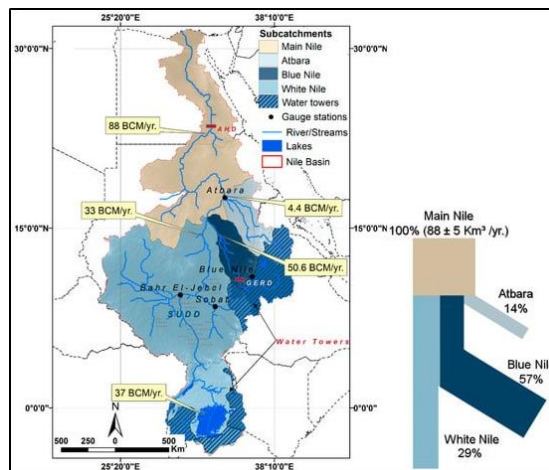 25°20'0"E
38°10'0"E
30°0'0"N
Subcatchments
Main Nile
Atbara
Blue Nile
White Nile
Water towers
Gauge stations
River/Streams
Lakes
Nile Basin
88 BCM/yr.
AHD
Atbara
33 BCM/yr.
4.4 BCM/yr.
15°0'0"N
15°0'0"N
50.6 BCM/yr.
Blue Nile
GERD
Bahr El-Jebel
Sobat
SUDD
Water Towers
37 BCM/yr.
0°0'0"N
0°0'0"N
N
500 250 0 500
Km
25°20'0"E
38°10'0"E
Main Nile
100% (88 ± 5 Km³ /yr.)
Atbara
14%
Blue Nil
57%
White Nile
29%